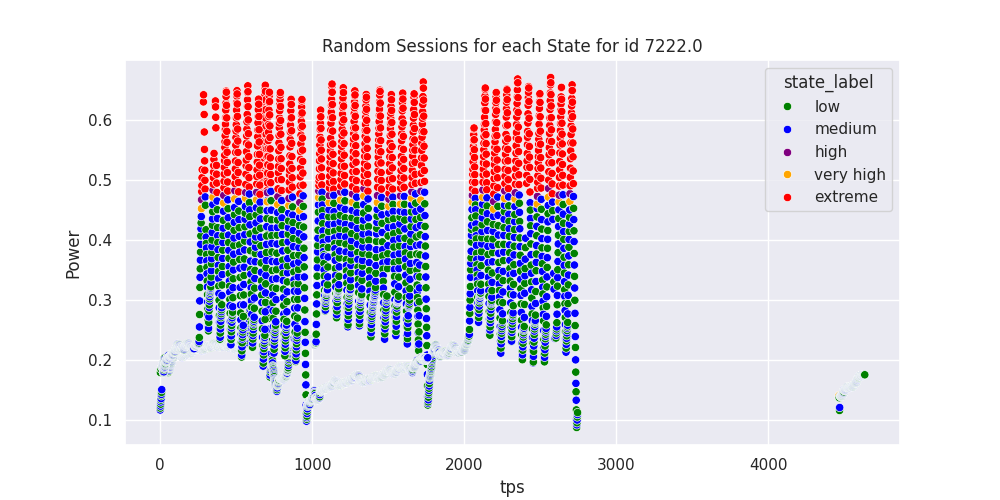 Random Sessions for each State for id 7222.0
state_label
low
medium
high
very high
extreme
Power
0.6
0.5
0.4
0.3
0.2
0.1
0 1000 2000 3000 4000
tps